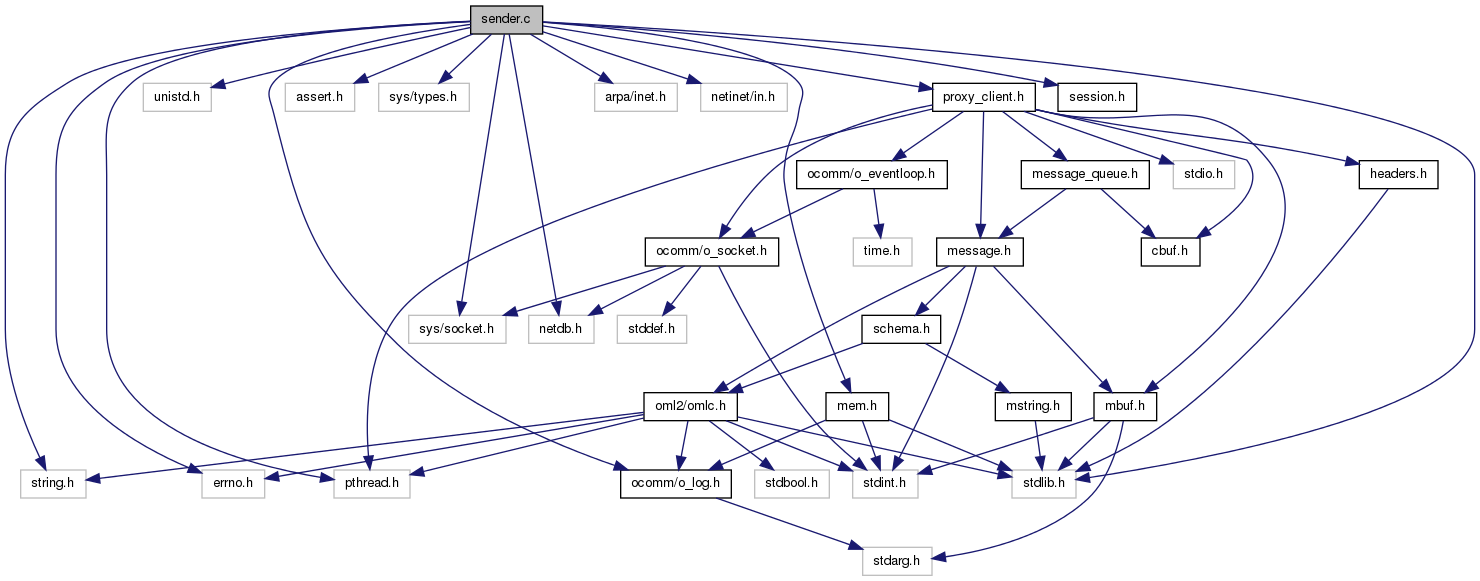 sender.c
unistd.h
assert.h
sys/types.h
arpa/inet.h
netinet/in.h
proxy_client.h
session.h
ocomm/o_eventloop.h
message_queue.h
stdio.h
headers.h
ocomm/o_socket.h
time.h
message.h
cbuf.h
sys/socket.h
netdb.h
stddef.h
schema.h
oml2/omlc.h
mem.h
mstring.h
mbuf.h
string.h
errno.h
pthread.h
ocomm/o_log.h
stdbool.h
stdint.h
stdlib.h
stdarg.h